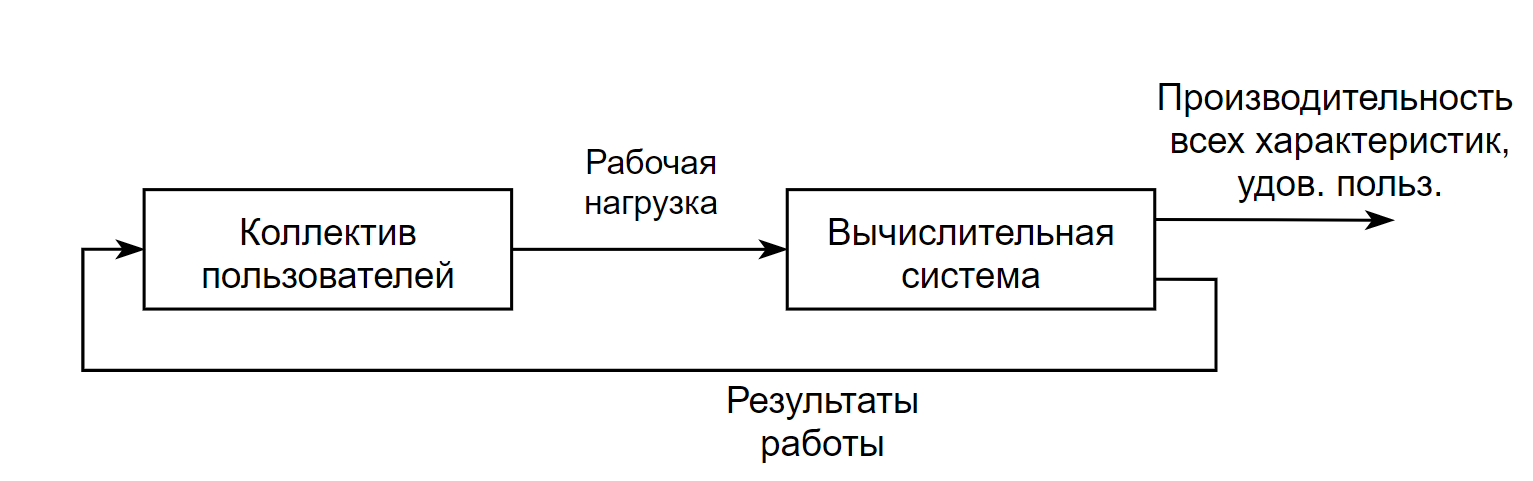 Производительность
всех характеристик,
удов. польз.
Рабочая
нагрузка
Коллектив
пользователей
Вычислительная
система
Результаты
работы